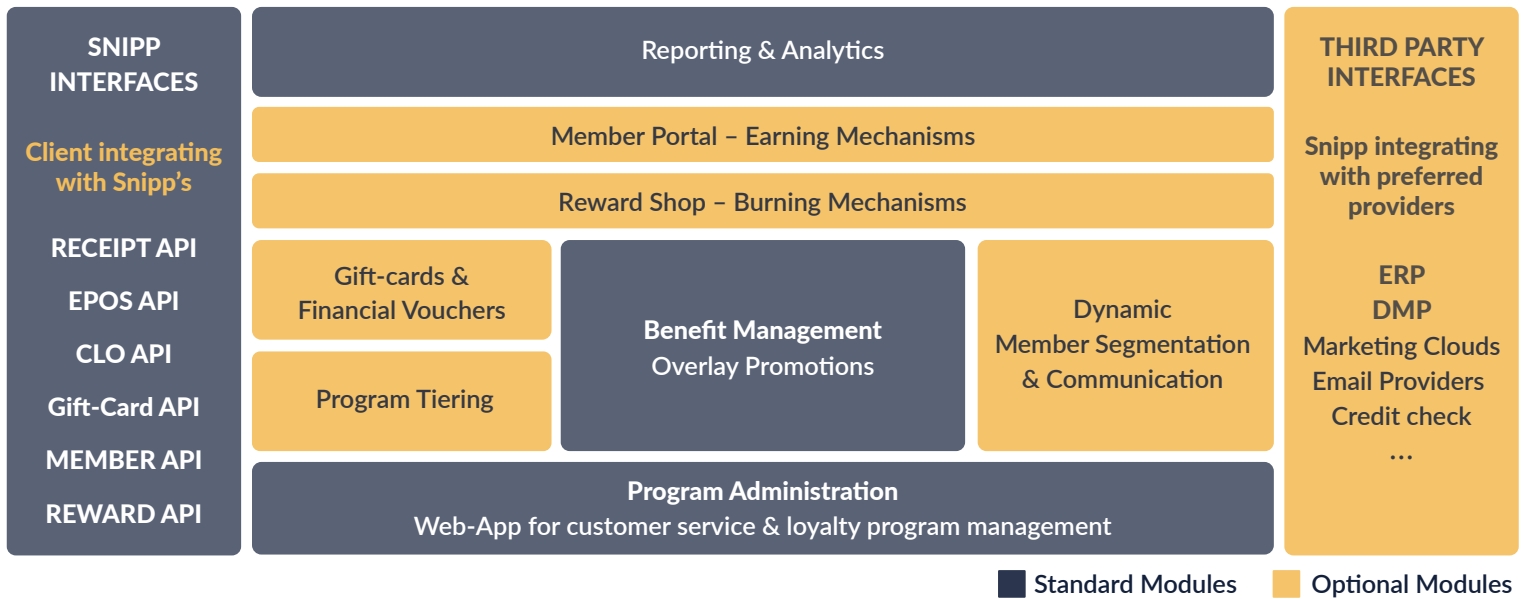 SNIPP
INTERFACES
Client integrating
with Snipp’s
RECEIPT API
EPOS API
CLO API
Gift-Card API
MEMBER API
REWARD API
Reporting & Analytics
Member Portal – Earning Mechanisms
Reward Shop – Burning Mechanisms
Gift-cards &
Financial Vouchers
Program Tiering
Benefit Management
Overlay Promotions
Dynamic
Member Segmentation
& Communication
Program Administration
Web-App for customer service & loyalty program management
THIRD PARTY
INTERFACES
Snipp integrating
with preferred
providers
ERP
DMP
Marketing Clouds
Email Providers
Credit check
...
Standard Modules
Optional Modules